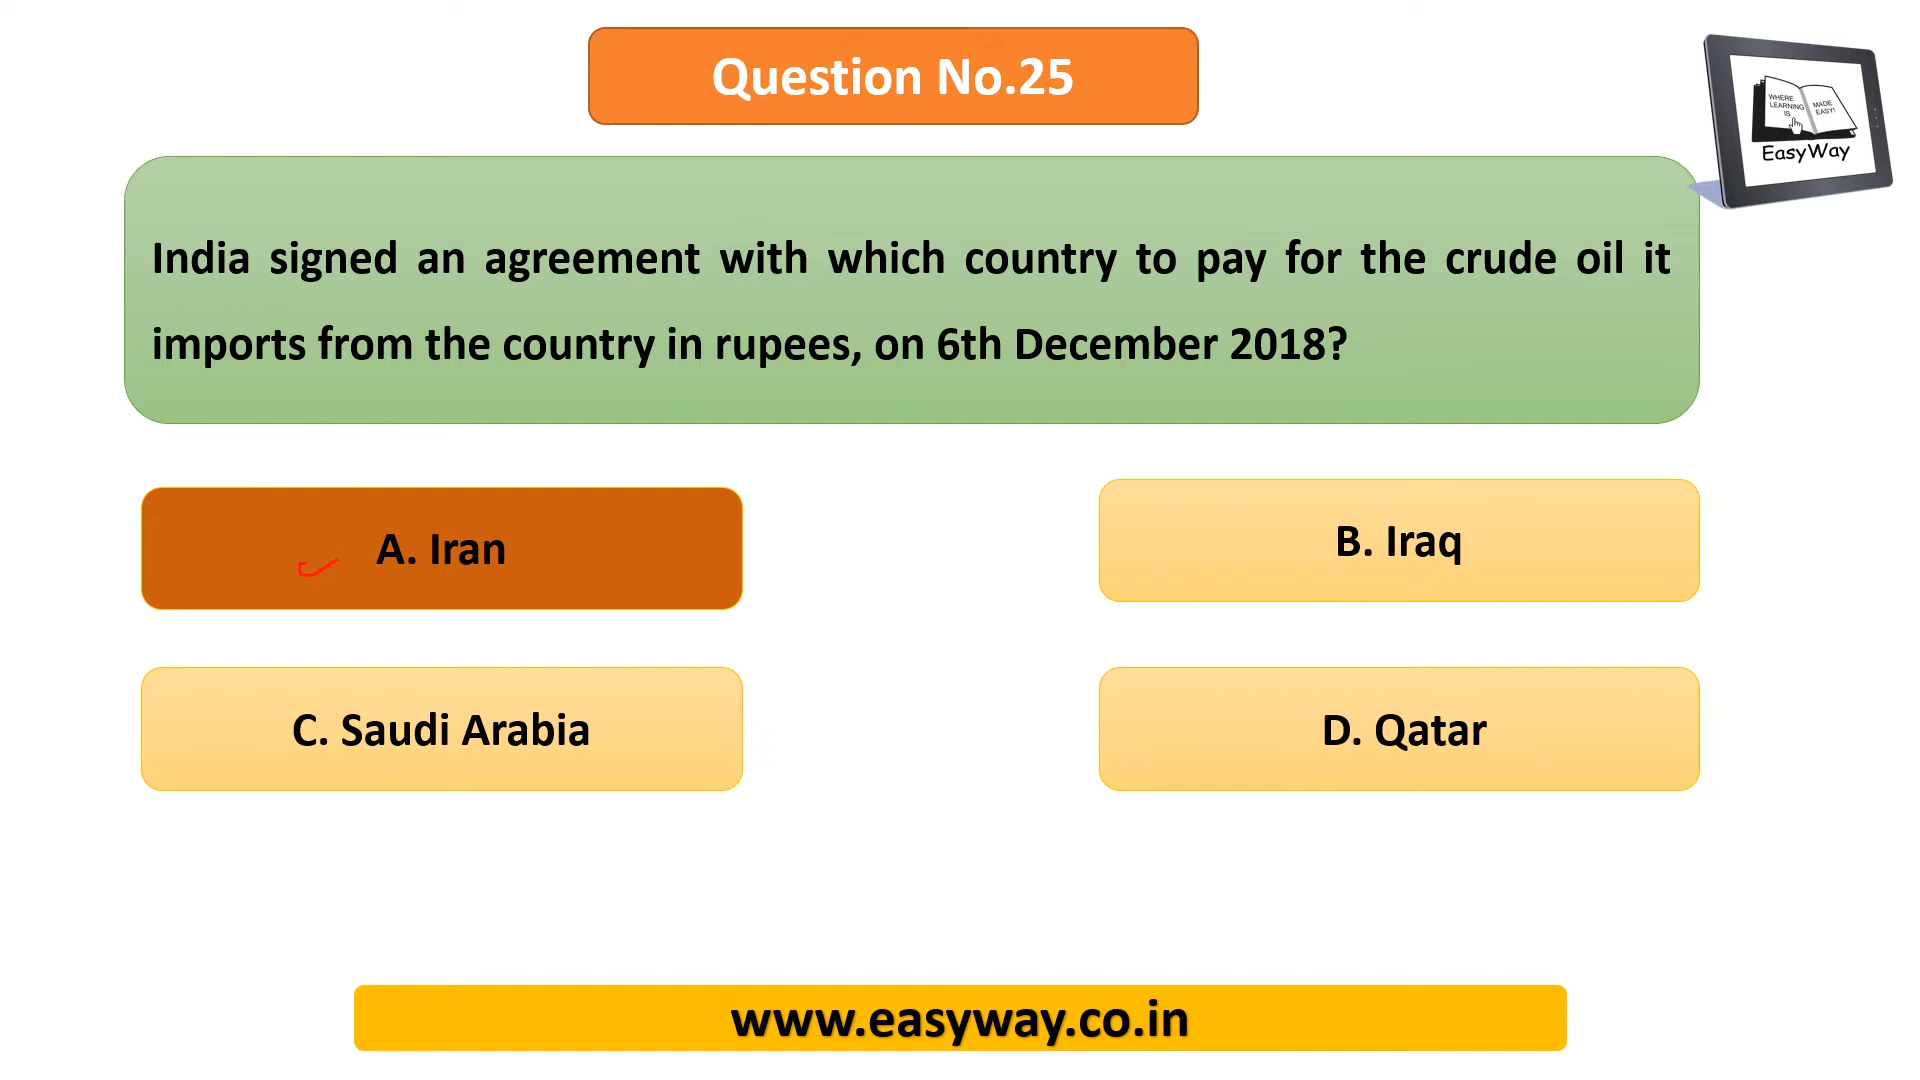 Question No.25
WHERE
LEARNING
IS
MADE
EASY!
EasyWay
India signed an agreement with which country to pay for the crude oil it
imports from the country in rupees, on 6th December 2018?
A. Iran
B. Iraq
C. Saudi Arabia
D. Qatar
www.easyway.co.in